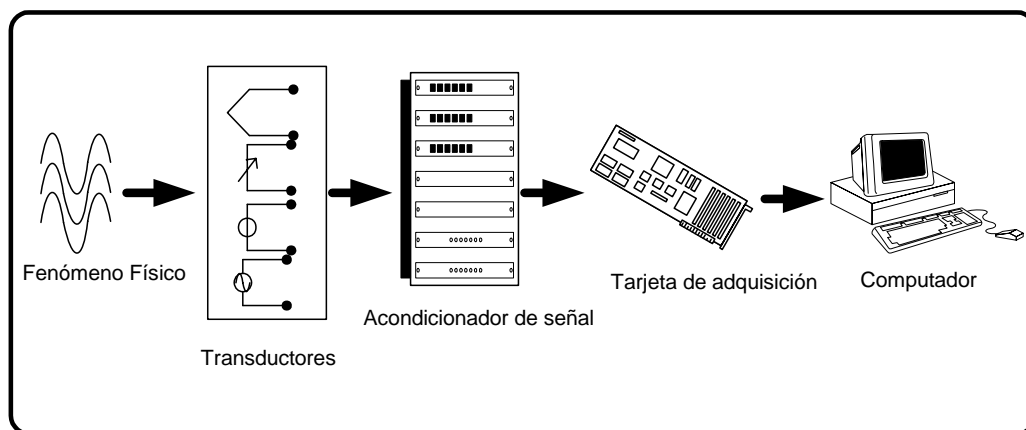 Fenómeno Físico
Transductores
Acondicionador de señal
Tarjeta de adquisición
Computador